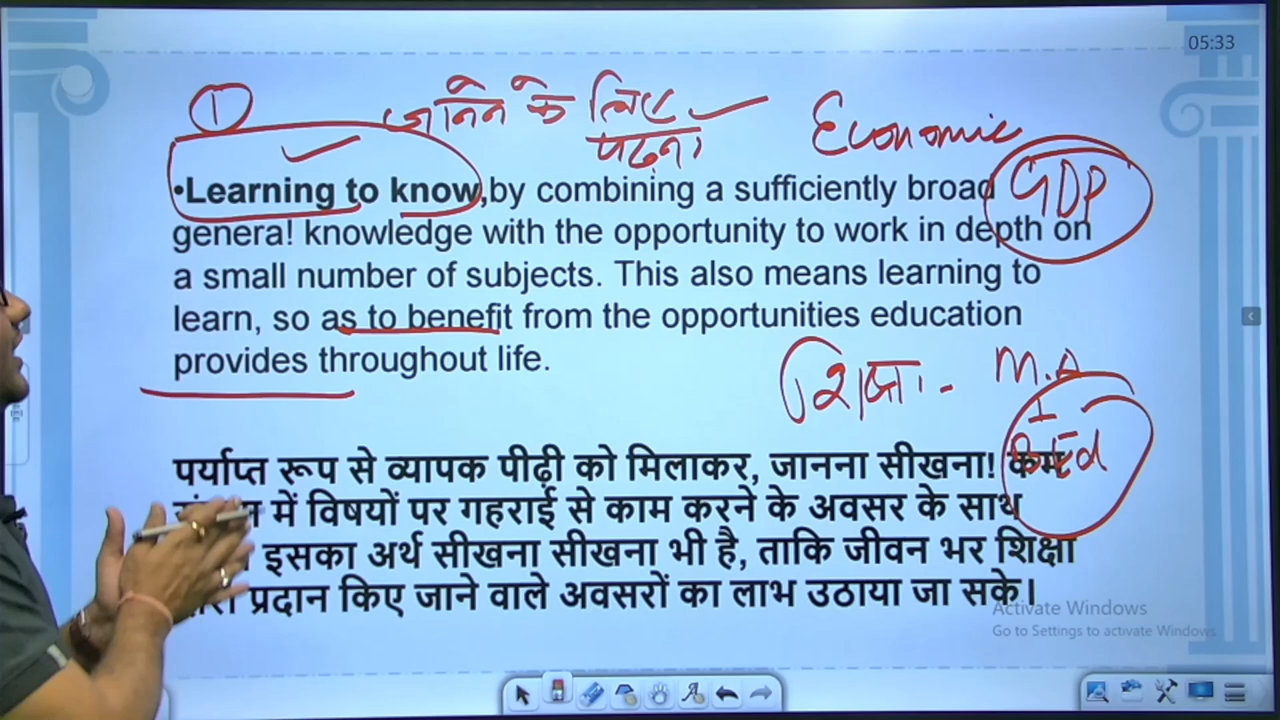 05:33
① जानने के लिए
पढ़ना
Economic
GDP
•Learning to know,by combining a sufficiently broad
genera! knowledge with the opportunity to work in depth on
a small number of subjects. This also means learning to
learn, so as to benefit from the opportunities education
provides throughout life.
शिक्षा - M.A
B.Ed
पर्याप्त रूप से व्यापक पीढ़ी को मिलाकर, जानना सीखना! कम
में विषयों पर गहराई से काम करने के अवसर के साथ
इसका अर्थ सीखना सीखना भी है, ताकि जीवन भर शिक्षा
प्रदान किए जाने वाले अवसरों का लाभ उठाया जा सके।
Activate Windows
Go to Settings to activate Windows.